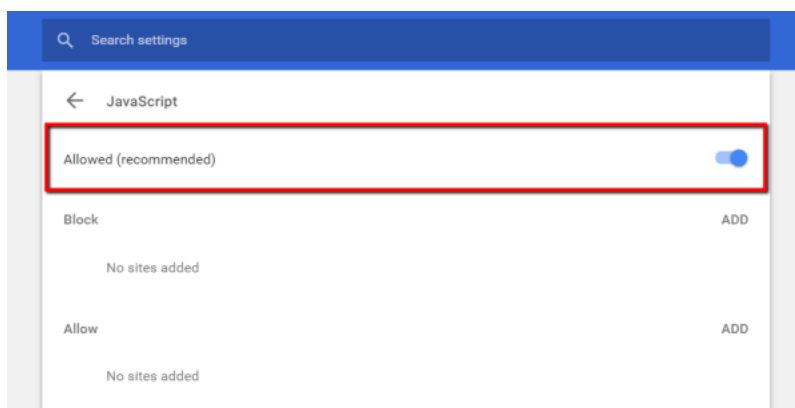 Search settings
JavaScript
Allowed (recommended)
Block ADD
No sites added
Allow ADD
No sites added